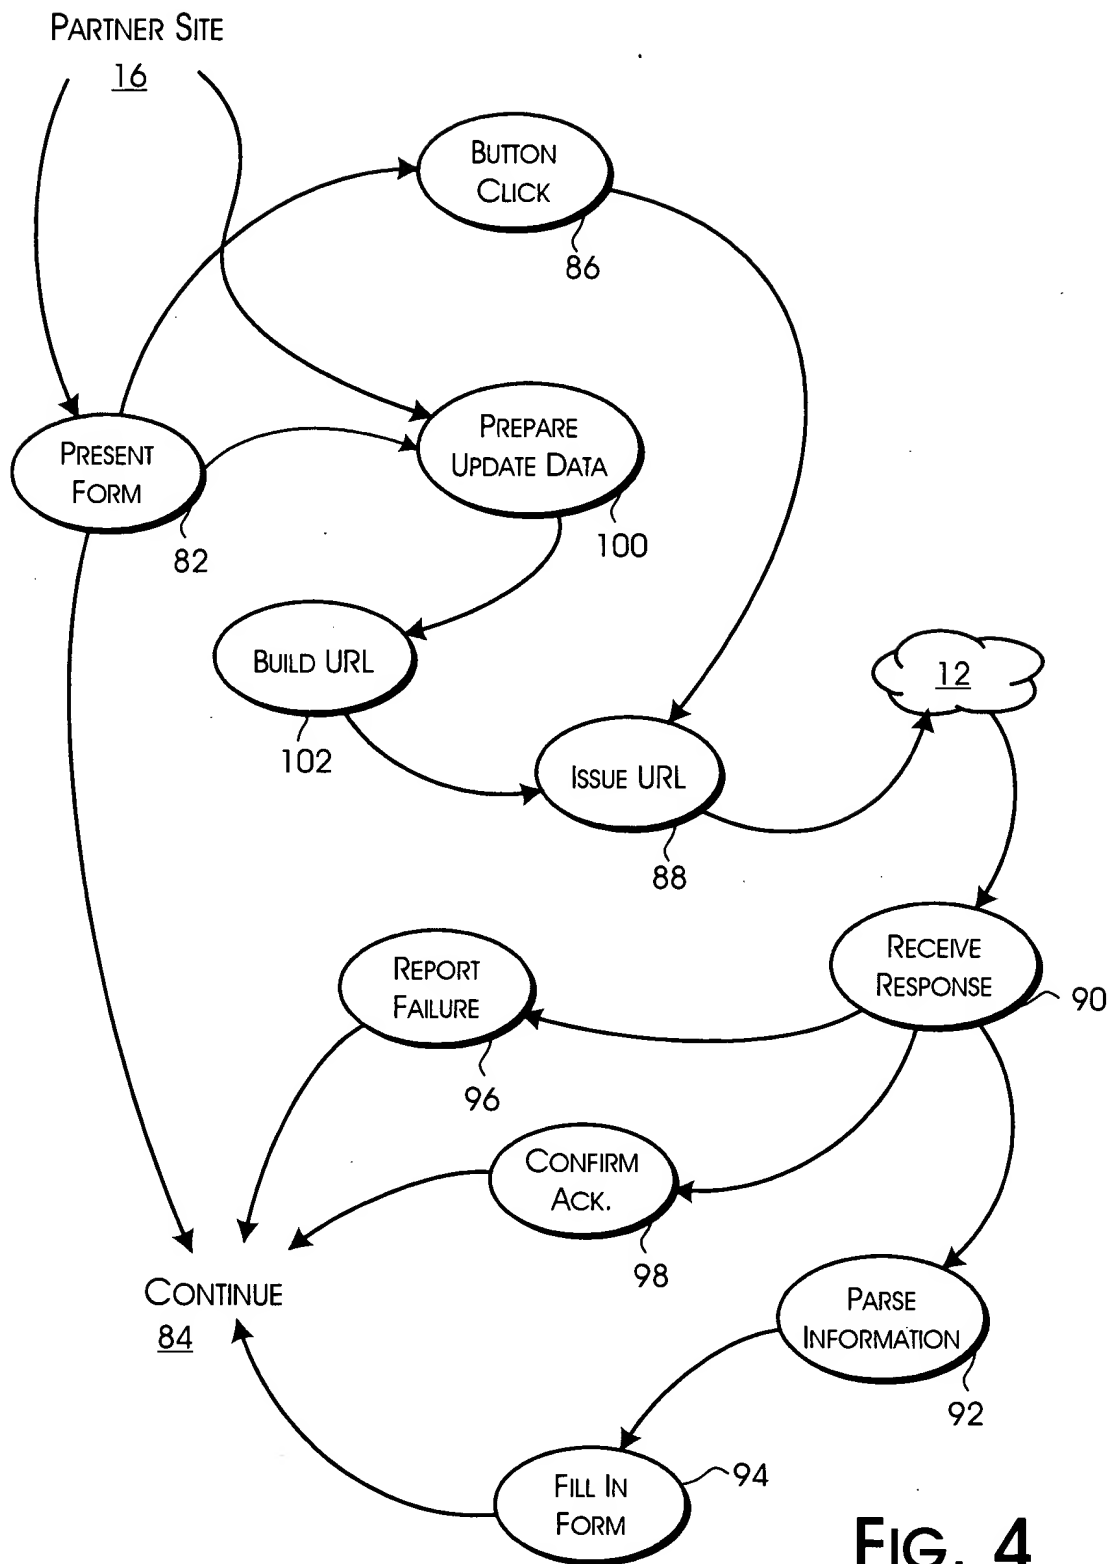 PARTNER SITE
16
BUTTON
CLICK
86
PREPARE
UPDATE DATA
100
PRESENT
FORM
82
BUILD URL
102
12
ISSUE URL
88
RECEIVE
RESPONSE
90
REPORT
FAILURE
96
CONFIRM
ACK.
98
CONTINUE
84
PARSE
INFORMATION
92
FILL IN
FORM
94
FIG. 4